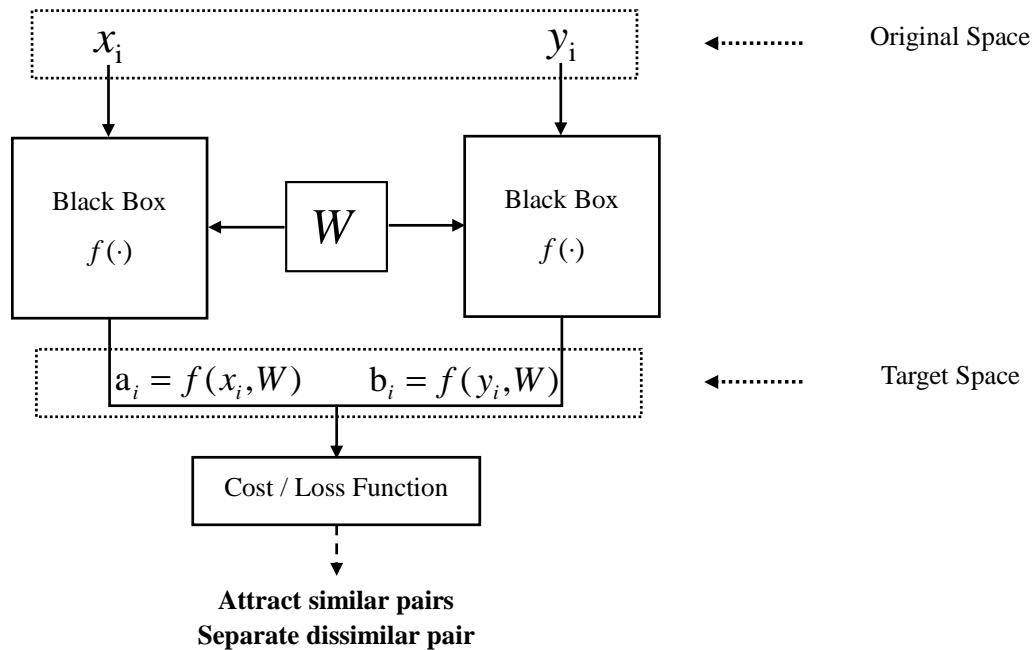 x_i
y_i
Original Space
Black Box
f(·)
W
Black Box
f(·)
a_i = f(x_i,W)
b_i = f(y_i,W)
Target Space
Cost / Loss Function
Attract similar pairs
Separate dissimilar pair